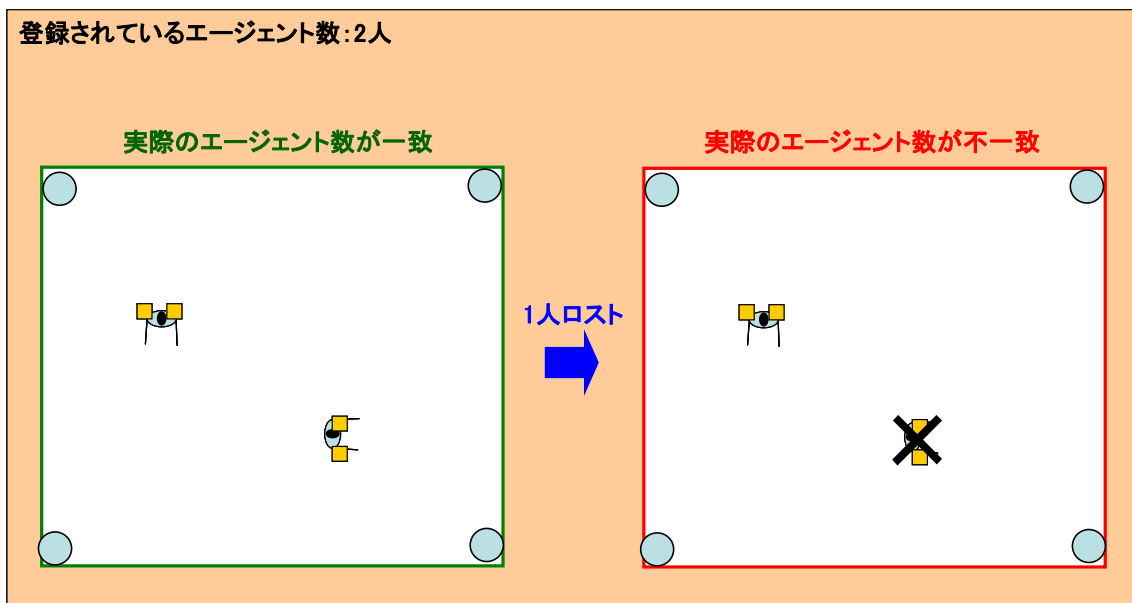 登録されているエージェント数:2人
実際のエージェント数が一致
実際のエージェント数が不一致
1人ロスト